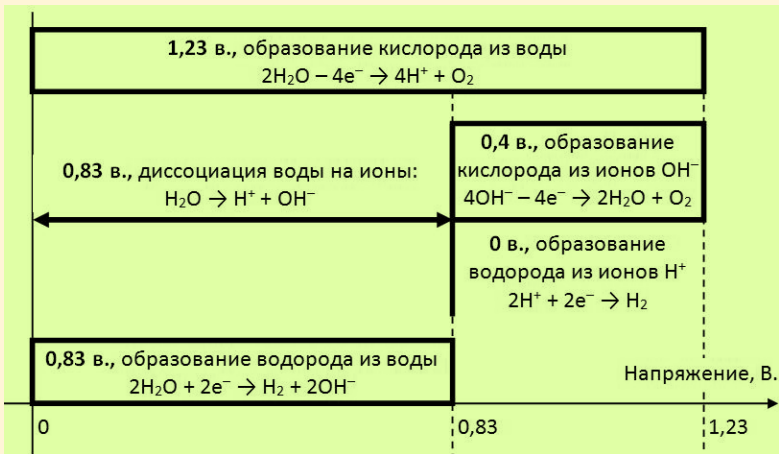 1,23 в., образование кислорода из воды
2H₂O – 4e⁻ → 4H⁺ + O₂
0,83 в., диссоциация воды на ионы:
H₂O → H⁺ + OH⁻
0,4 в., образование
кислорода из ионов OH⁻
4OH⁻ – 4e⁻ → 2H₂O + O₂
0 в., образование
водорода из ионов H⁺
2H⁺ + 2e⁻ → H₂
0,83 в., образование водорода из воды
2H₂O + 2e⁻ → H₂ + 2OH⁻
Напряжение, В.
0
0,83
1,23